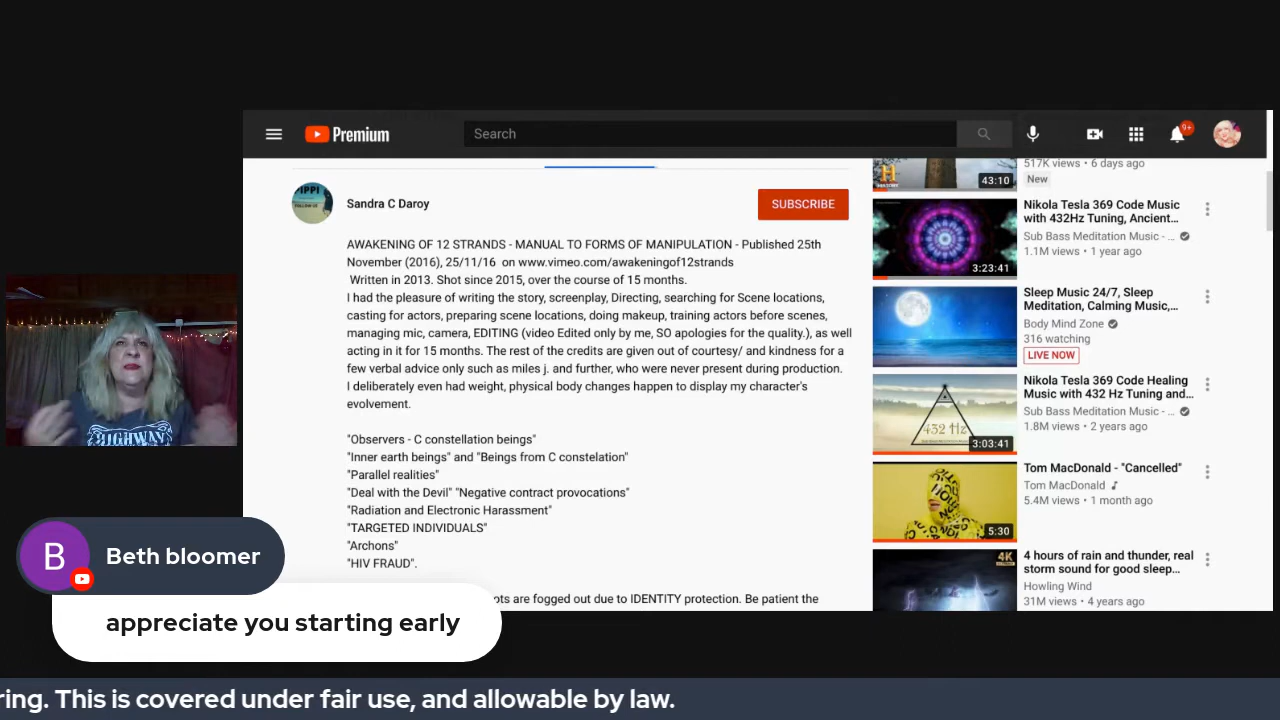 Premium
Search
9+
PIPPI
Sandra C Daroy
SUBSCRIBE
AWAKENING OF 12 STRANDS - MANUAL TO FORMS OF MANIPULATION - Published 25th
November (2016), 25/11/16 on www.vimeo.com/awakeningof12strands
Written in 2013. Shot since 2015, over the course of 15 months.
I had the pleasure of writing the story, screenplay, Directing, searching for Scene locations,
casting for actors, preparing scene locations, doing makeup, training actors before scenes,
managing mic, camera, EDITING (video Edited only by me, SO apologies for the quality.), as well
acting in it for 15 months. The rest of the credits are given out of courtesy/ and kindness for a
few verbal advice only such as miles j. and further, who were never present during production.
I deliberately even had weight, physical body changes happen to display my character's
evolvement.
"Observers - C constellation beings"
"Inner earth beings" and "Beings from C constelation"
"Parallel realities"
"Deal with the Devil" "Negative contract provocations"
"Radiation and Electronic Harassment"
"TARGETED INDIVIDUALS"
"Archons"
"HIV FRAUD".
ots are fogged out due to IDENTITY protection. Be patient the
43:10
517K views • 6 days ago
New
3:23:41
Nikola Tesla 369 Code Music
with 432Hz Tuning, Ancient...
Sub Bass Meditation Music - ...
1.1M views • 1 year ago
Sleep Music 24/7, Sleep
Meditation, Calming Music,...
Body Mind Zone
316 watching
LIVE NOW
432 Hz
3:03:41
Nikola Tesla 369 Code Healing
Music with 432 Hz Tuning and...
Sub Bass Meditation Music - ...
1.8M views • 2 years ago
5:30
Tom MacDonald - "Cancelled"
Tom MacDonald
5.4M views • 1 month ago
4K
4 hours of rain and thunder, real
storm sound for good sleep...
Howling Wind
31M views • 4 years ago
HIGHWAY
B
Beth bloomer
appreciate you starting early
ring. This is covered under fair use, and allowable by law.